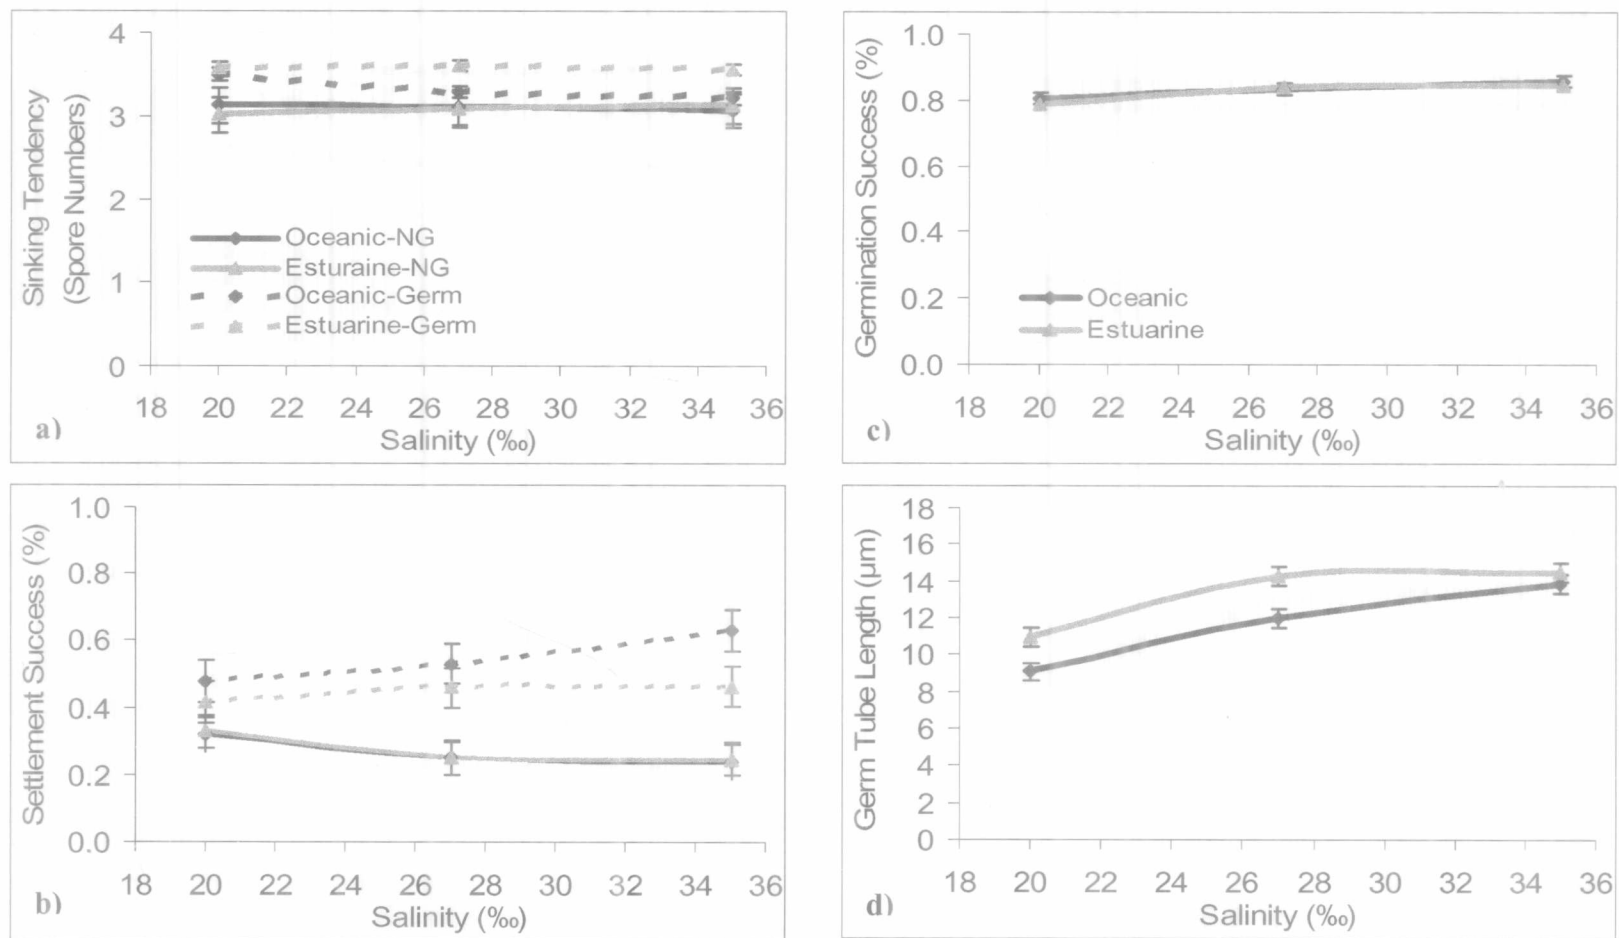 4
3
2
1
0
Sinking Tendency
(Spore Numbers)
Oceanic-NG
Esturaine-NG
Oceanic-Germ
Estuarine-Germ
18 20 22 24 26 28 30 32 34 36
Salinity (‰)
a)
1.0
0.8
0.6
0.4
0.2
0.0
Germination Success (%)
Oceanic
Estuarine
18 20 22 24 26 28 30 32 34 36
Salinity (‰)
c)
1.0
0.8
0.6
0.4
0.2
0.0
Settlement Success (%)
18 20 22 24 26 28 30 32 34 36
Salinity (‰)
b)
18
16
14
12
10
8
6
4
2
0
Germ Tube Length (µm)
18 20 22 24 26 28 30 32 34 36
Salinity (‰)
d)